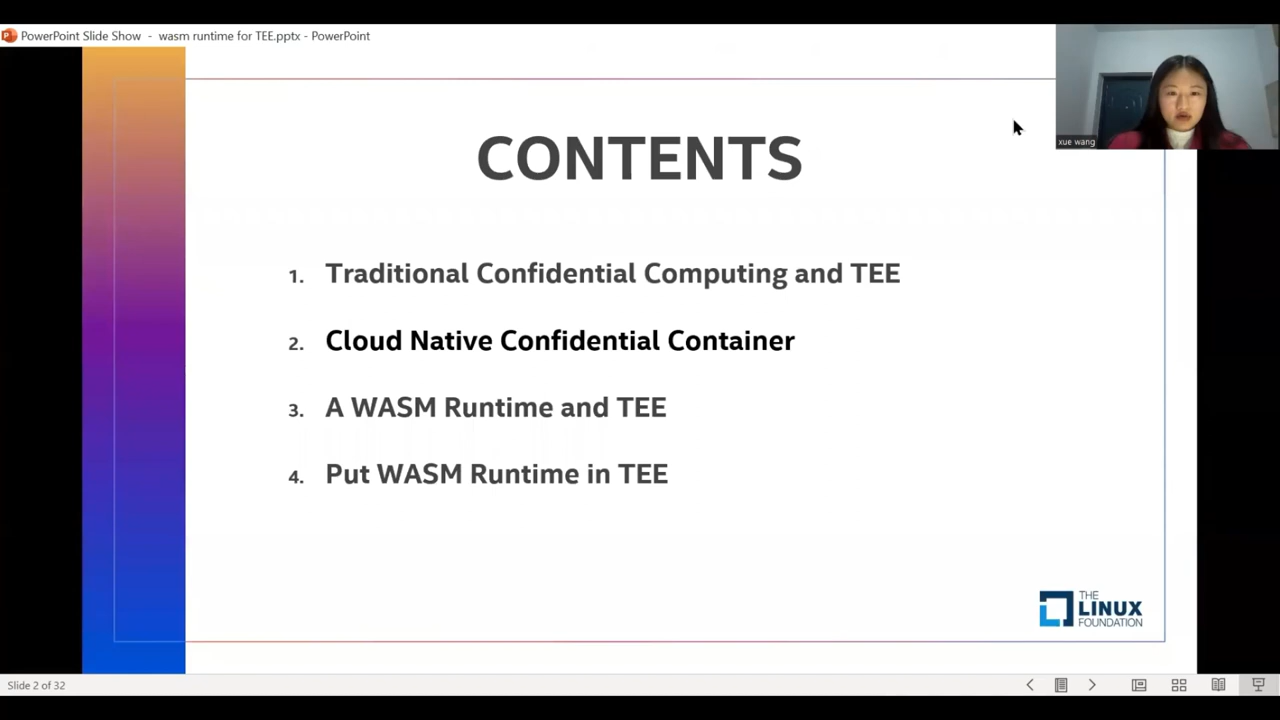 PowerPoint Slide Show - wasm runtime for TEE.pptx - PowerPoint
xue wang
CONTENTS
1. Traditional Confidential Computing and TEE
2. Cloud Native Confidential Container
3. A WASM Runtime and TEE
4. Put WASM Runtime in TEE
THE
LINUX
FOUNDATION
Slide 2 of 32